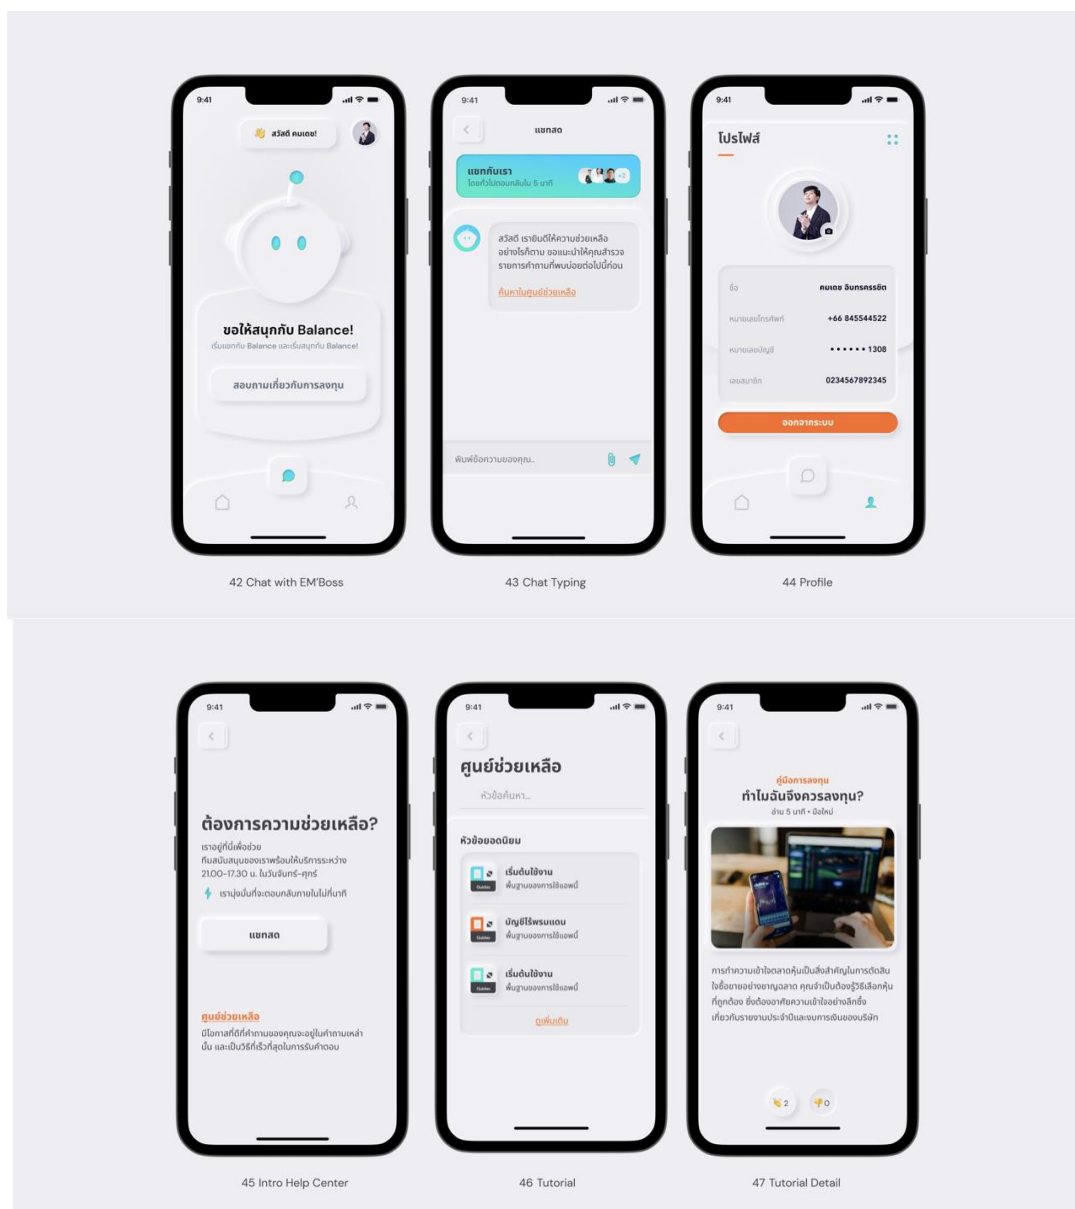 9:41
สวัสดี คมเดช!
ขอให้สนุกกับ Balance!
เริ่มแชทกับ Balance และเริ่มสนุกกับ Balance!
สอบถามเกี่ยวกับการลงทุน
42 Chat with EM'Boss
9:41
แชทสด
แชทกับเรา
โดยทั่วไปตอบกลับใน 5 นาที
+2
สวัสดี เรายินดีให้ความช่วยเหลือ
อย่างไรก็ตาม ขอแนะนำให้คุณสำรวจ
รายการคำถามที่พบบ่อยต่อไปนี้ก่อน
ค้นหาในศูนย์ช่วยเหลือ
พิมพ์ข้อความของคุณ..
43 Chat Typing
9:41
โปรไฟล์
ชื่อ คมเดช อินทรครรชิต
หมายเลขโทรศัพท์ +66 845544522
หมายเลขบัญชี •••••• 1308
เลขสมาชิก 0234567892345
ออกจากระบบ
44 Profile
9:41
ต้องการความช่วยเหลือ?
เราอยู่ที่นี่เพื่อช่วย
ทีมสนับสนุนของเราพร้อมให้บริการระหว่าง
21.00-17.30 น. ในวันจันทร์-ศุกร์
เรามุ่งมั่นที่จะตอบกลับภายในไม่กี่นาที
แชทสด
ศูนย์ช่วยเหลือ
มีโอกาสที่ดีที่คำถามของคุณจะอยู่ในคำถามเหล่า
นั้น และเป็นวิธีที่เร็วที่สุดในการรับคำตอบ
45 Intro Help Center
9:41
ศูนย์ช่วยเหลือ
หัวข้อค้นหา...
หัวข้อยอดนิยม
Guides
เริ่มต้นใช้งาน
พื้นฐานของการใช้แอพนี้
Guides
บัญชีไร้พรมแดน
พื้นฐานของการใช้แอพนี้
Guides
เริ่มต้นใช้งาน
พื้นฐานของการใช้แอพนี้
ดูเพิ่มเติม
46 Tutorial
9:41
คู่มือการลงทุน
ทำไมฉันจึงควรลงทุน?
อ่าน 5 นาที • มือใหม่
การทำความเข้าใจตลาดหุ้นเป็นสิ่งสำคัญในการตัดสิน
ใจซื้อขายอย่างชาญฉลาด คุณจำเป็นต้องรู้วิธีเลือกหุ้น
ที่ถูกต้อง ซึ่งต้องอาศัยความเข้าใจอย่างลึกซึ้ง
เกี่ยวกับรายงานประจำปีและงบการเงินของบริษัท
2
0
47 Tutorial Detail